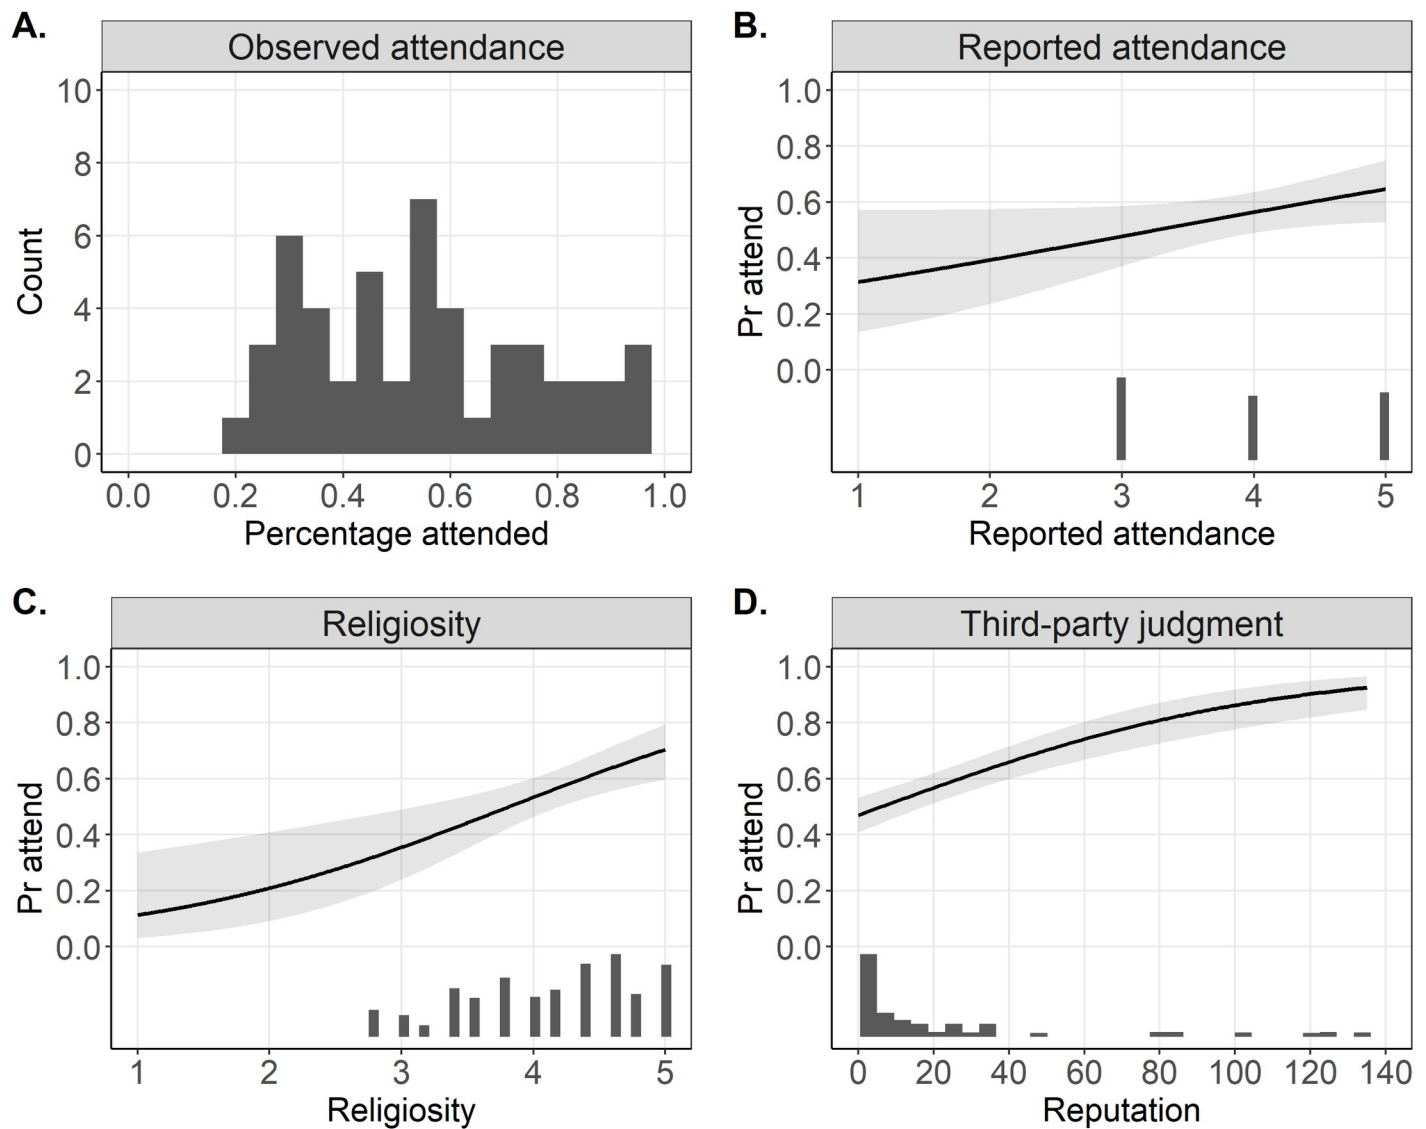 A.
Observed attendance
10
8
6
4
2
0
Count
0.0 0.2 0.4 0.6 0.8 1.0
Percentage attended
B.
Reported attendance
1.0
0.8
0.6
0.4
0.2
0.0
Pr attend
1 2 3 4 5
Reported attendance
C.
Religiosity
1.0
0.8
0.6
0.4
0.2
0.0
Pr attend
1 2 3 4 5
Religiosity
D.
Third-party judgment
1.0
0.8
0.6
0.4
0.2
0.0
Pr attend
0 20 40 60 80 100 120 140
Reputation